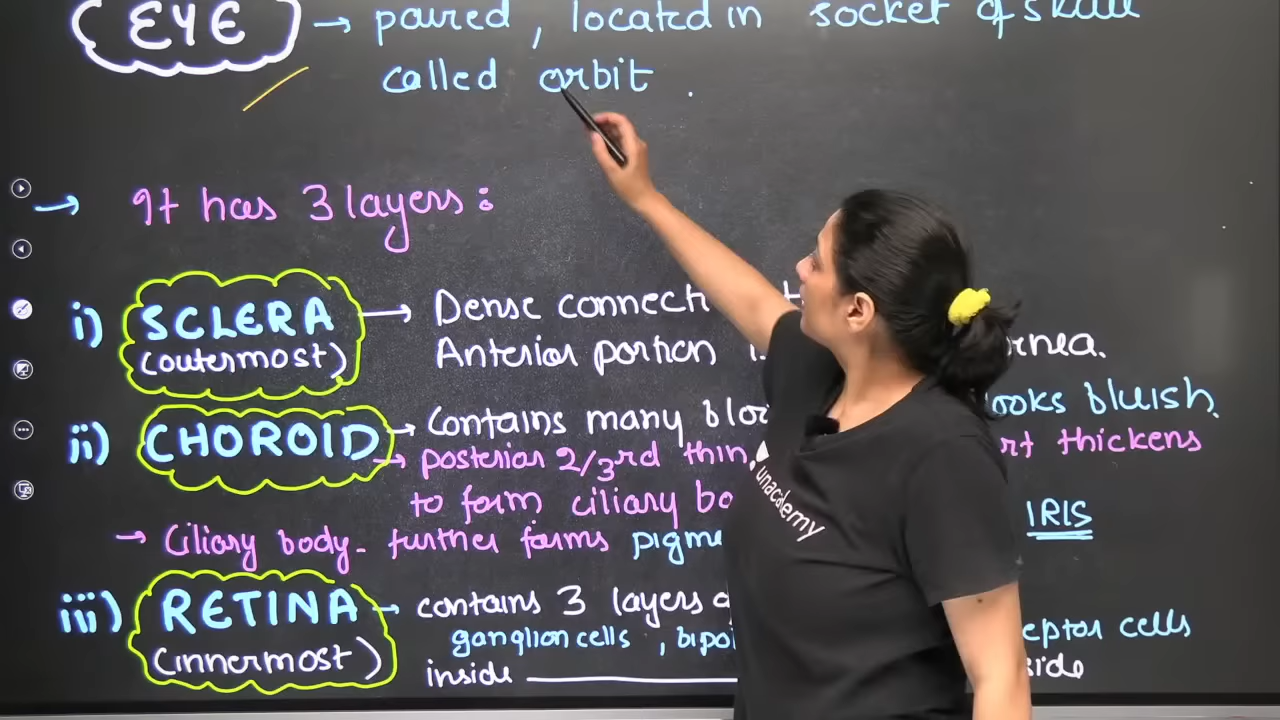 EYE → paired, located in socket of skull
called orbit.
→ It has 3 layers:
i) SCLERA → Dense connect
(outermost) Anterior portion rnea.
ii) CHOROID → Contains many bloo ooks bluish.
→ posterior 2/3rd thin, rt thickens
to form ciliary bo
→ Ciliary body - further forms pigme IRIS
iii) RETINA → contains 3 layers
(innermost) ganglion cells, bipol eptor cells
inside side
unacademy